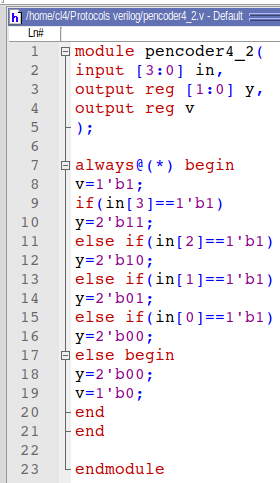 /home/cl4/Protocols verilog/pencoder4_2.v - Default
Ln#
1 module pencoder4_2(
2 input [3:0] in,
3 output reg [1:0] y,
4 output reg v
5 );
6
7 always@(*) begin
8 v=1'b1;
9 if(in[3]==1'b1)
10 y=2'b11;
11 else if(in[2]==1'b1)
12 y=2'b10;
13 else if(in[1]==1'b1)
14 y=2'b01;
15 else if(in[0]==1'b1)
16 y=2'b00;
17 else begin
18 y=2'b00;
19 v=1'b0;
20 end
21 end
22
23 endmodule